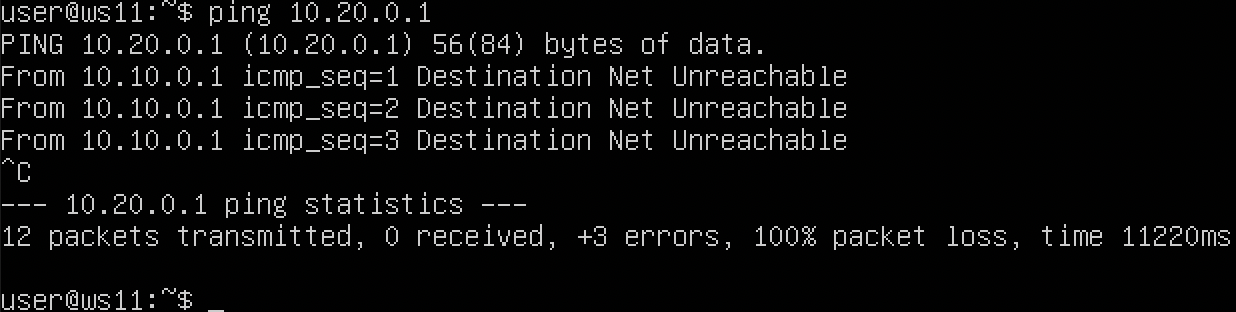 user@ws11:~$ ping 10.20.0.1
PING 10.20.0.1 (10.20.0.1) 56(84) bytes of data.
From 10.10.0.1 icmp_seq=1 Destination Net Unreachable
From 10.10.0.1 icmp_seq=2 Destination Net Unreachable
From 10.10.0.1 icmp_seq=3 Destination Net Unreachable
^C
--- 10.20.0.1 ping statistics ---
12 packets transmitted, 0 received, +3 errors, 100% packet loss, time 11220ms
user@ws11:~$ _